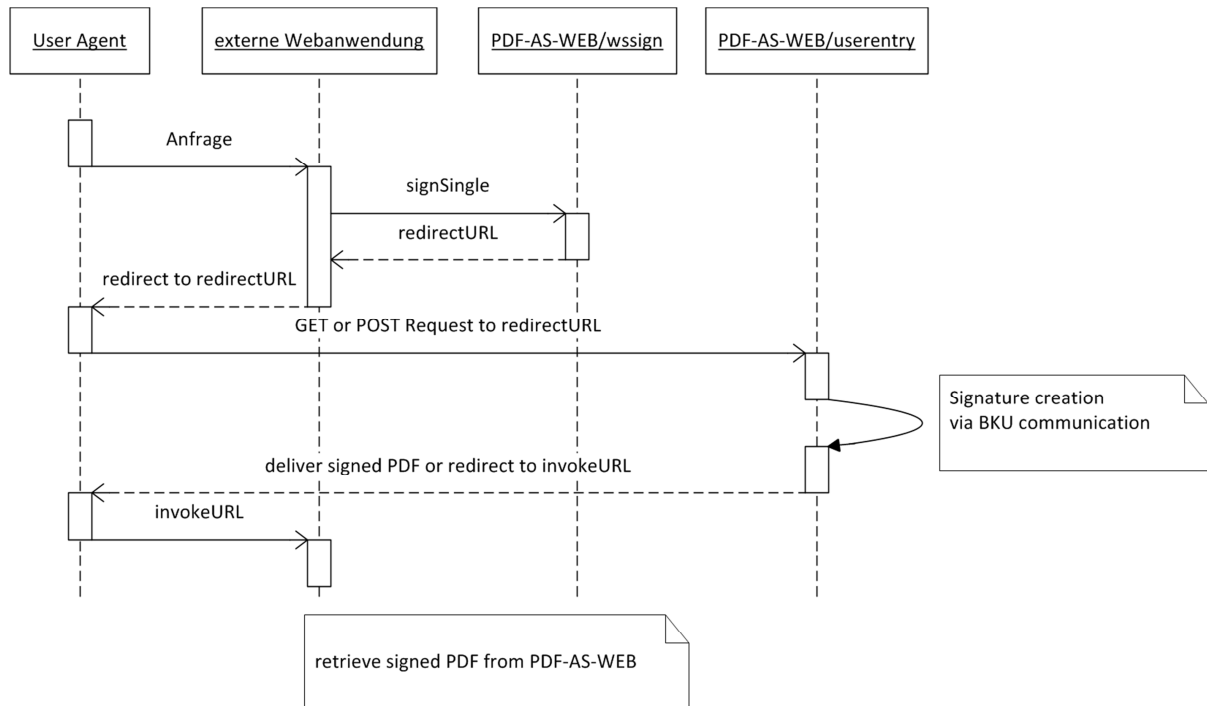 User Agent
externe Webanwendung
PDF-AS-WEB/wssign
PDF-AS-WEB/userentry
Anfrage
signSingle
redirectURL
redirect to redirectURL
GET or POST Request to redirectURL
Signature creation
via BKU communication
deliver signed PDF or redirect to invokeURL
invokeURL
retrieve signed PDF from PDF-AS-WEB